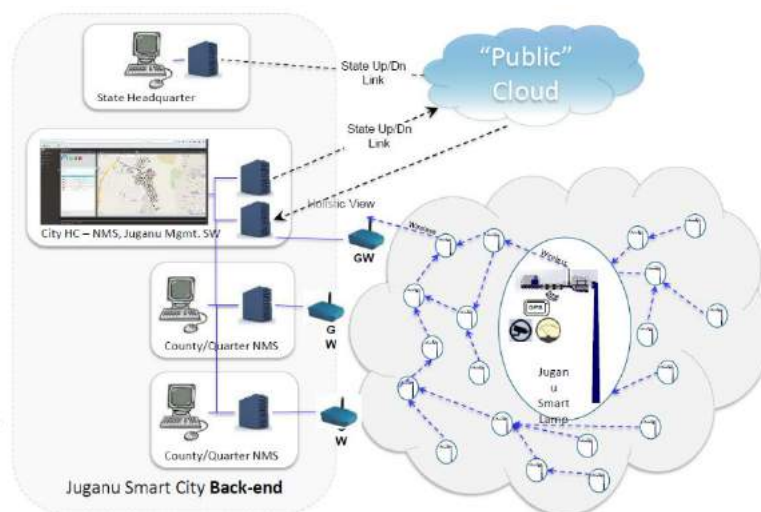 "Public"
Cloud
State Up/Dn
Link
State Headquarter
State Up/Dn
Link
Holistic View
City HC – NMS, Juganu Mgmt. SW
GW
Wireless
Wireless
GPS
G
W
County/Quarter NMS
Jugan
u
Smart
Lamp
W
County/Quarter NMS
Juganu Smart City Back-end